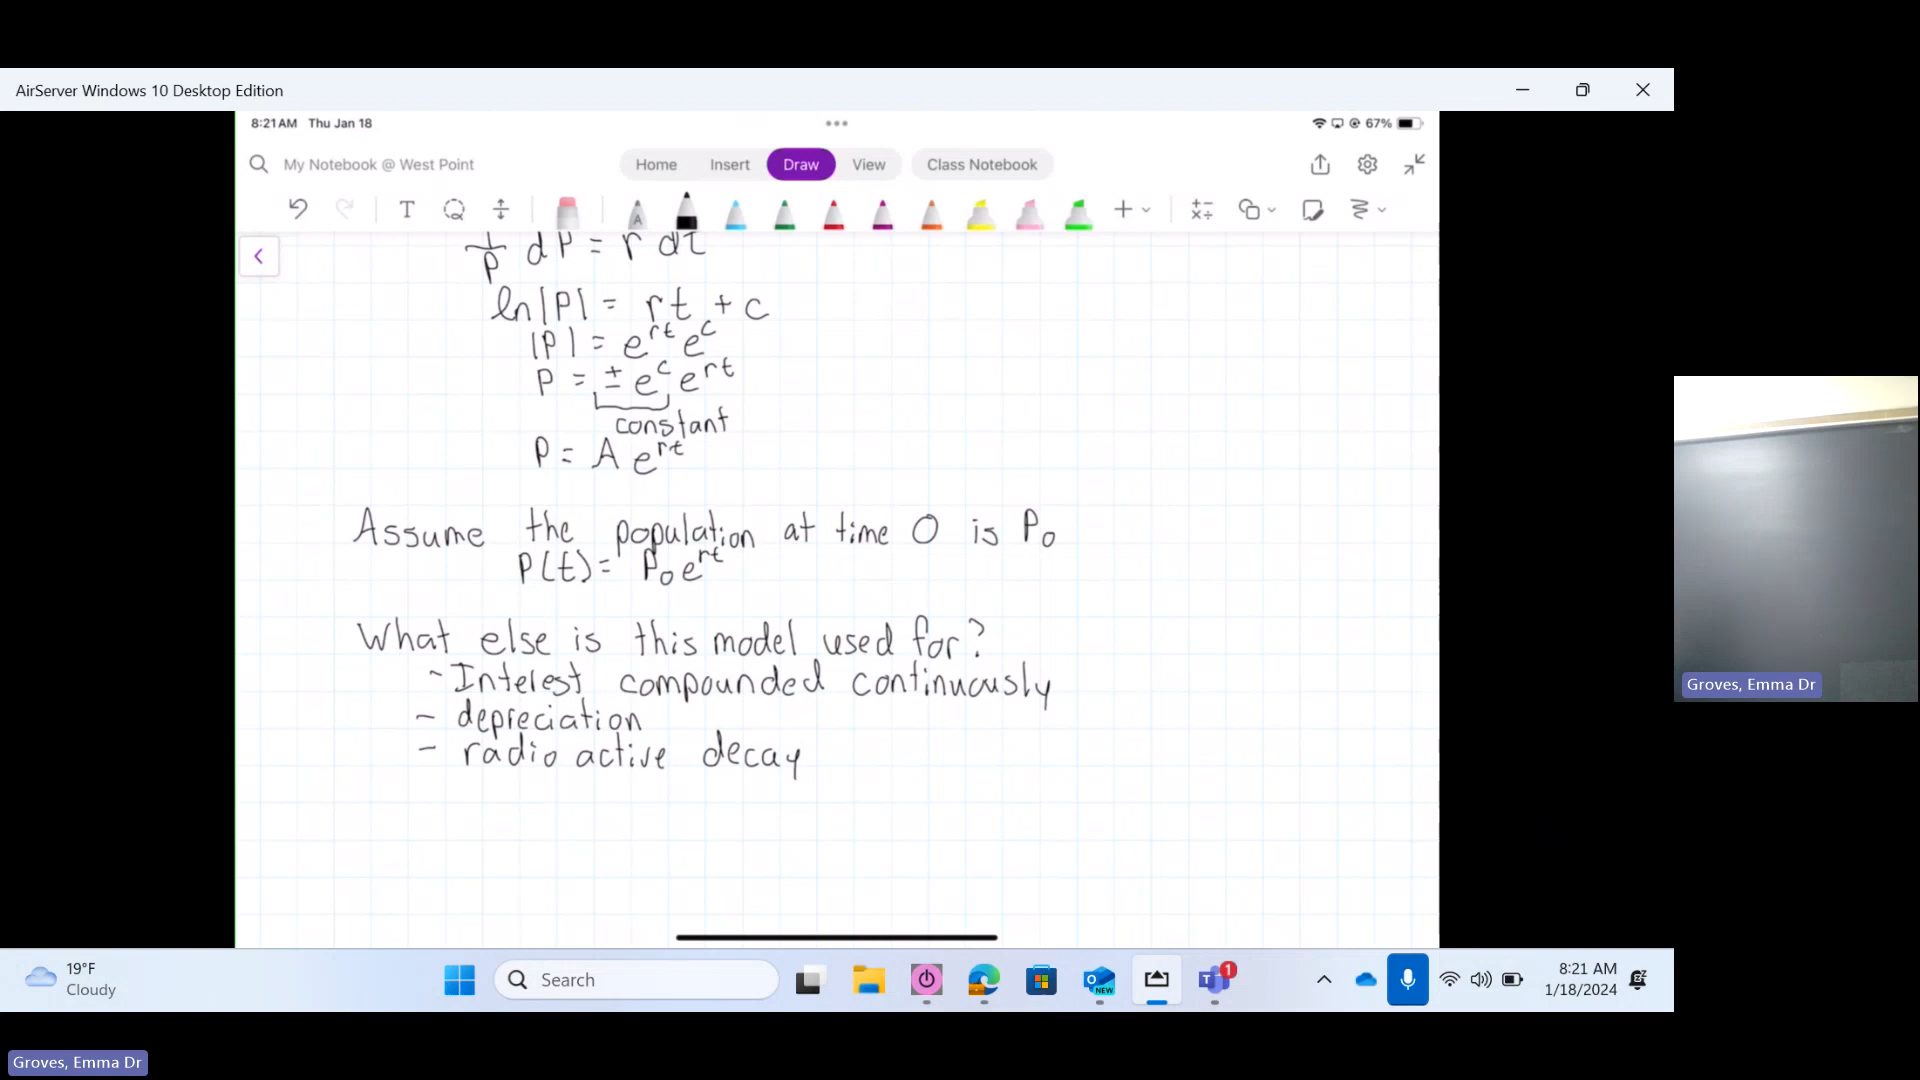 AirServer Windows 10 Desktop Edition
8:21 AM Thu Jan 18
67%
My Notebook @ West Point
Home Insert Draw View Class Notebook
1/P dP = r dt
ln|P| = rt + c
|P| = e^rt e^c
P = ± e^c e^rt
constant
P = A e^rt
Assume the population at time 0 is P₀
P(t) = P₀e^rt
What else is this model used for?
- Interest compounded continuously
- depreciation
- radio active decay
Groves, Emma Dr
19°F
Cloudy
Search
NEW
1
8:21 AM
1/18/2024
Groves, Emma Dr